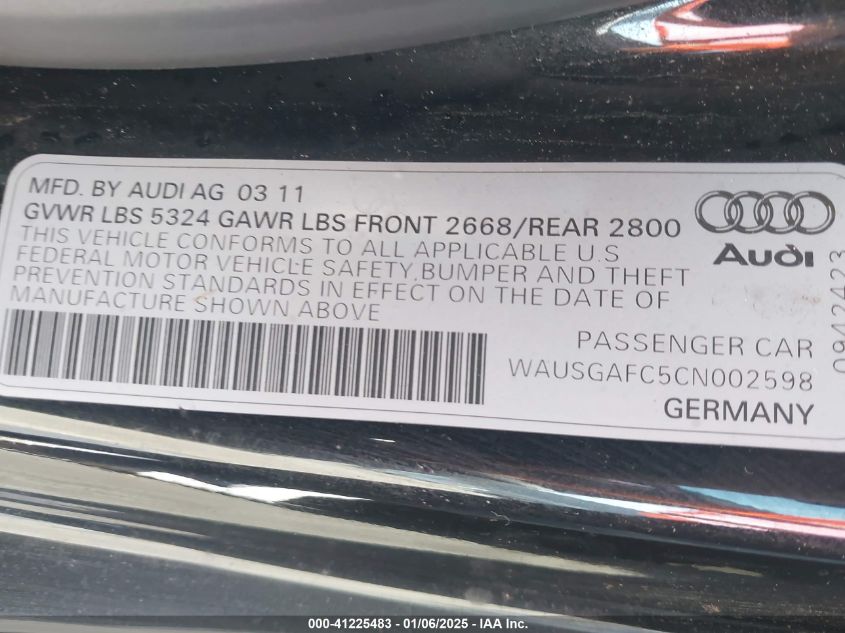 MFD. BY AUDI AG 03 11
GVWR LBS 5324 GAWR LBS FRONT 2668/REAR 2800
THIS VEHICLE CONFORMS TO ALL APPLICABLE U.S
FEDERAL MOTOR VEHICLE SAFETY, BUMPER AND THEFT
PREVENTION STANDARDS IN EFFECT ON THE DATE OF
MANUFACTURE SHOWN ABOVE
Audi
PASSENGER CAR
WAUSGAFC5CN002598
GERMANY
000-41225483 - 01/06/2025 - IAA Inc.